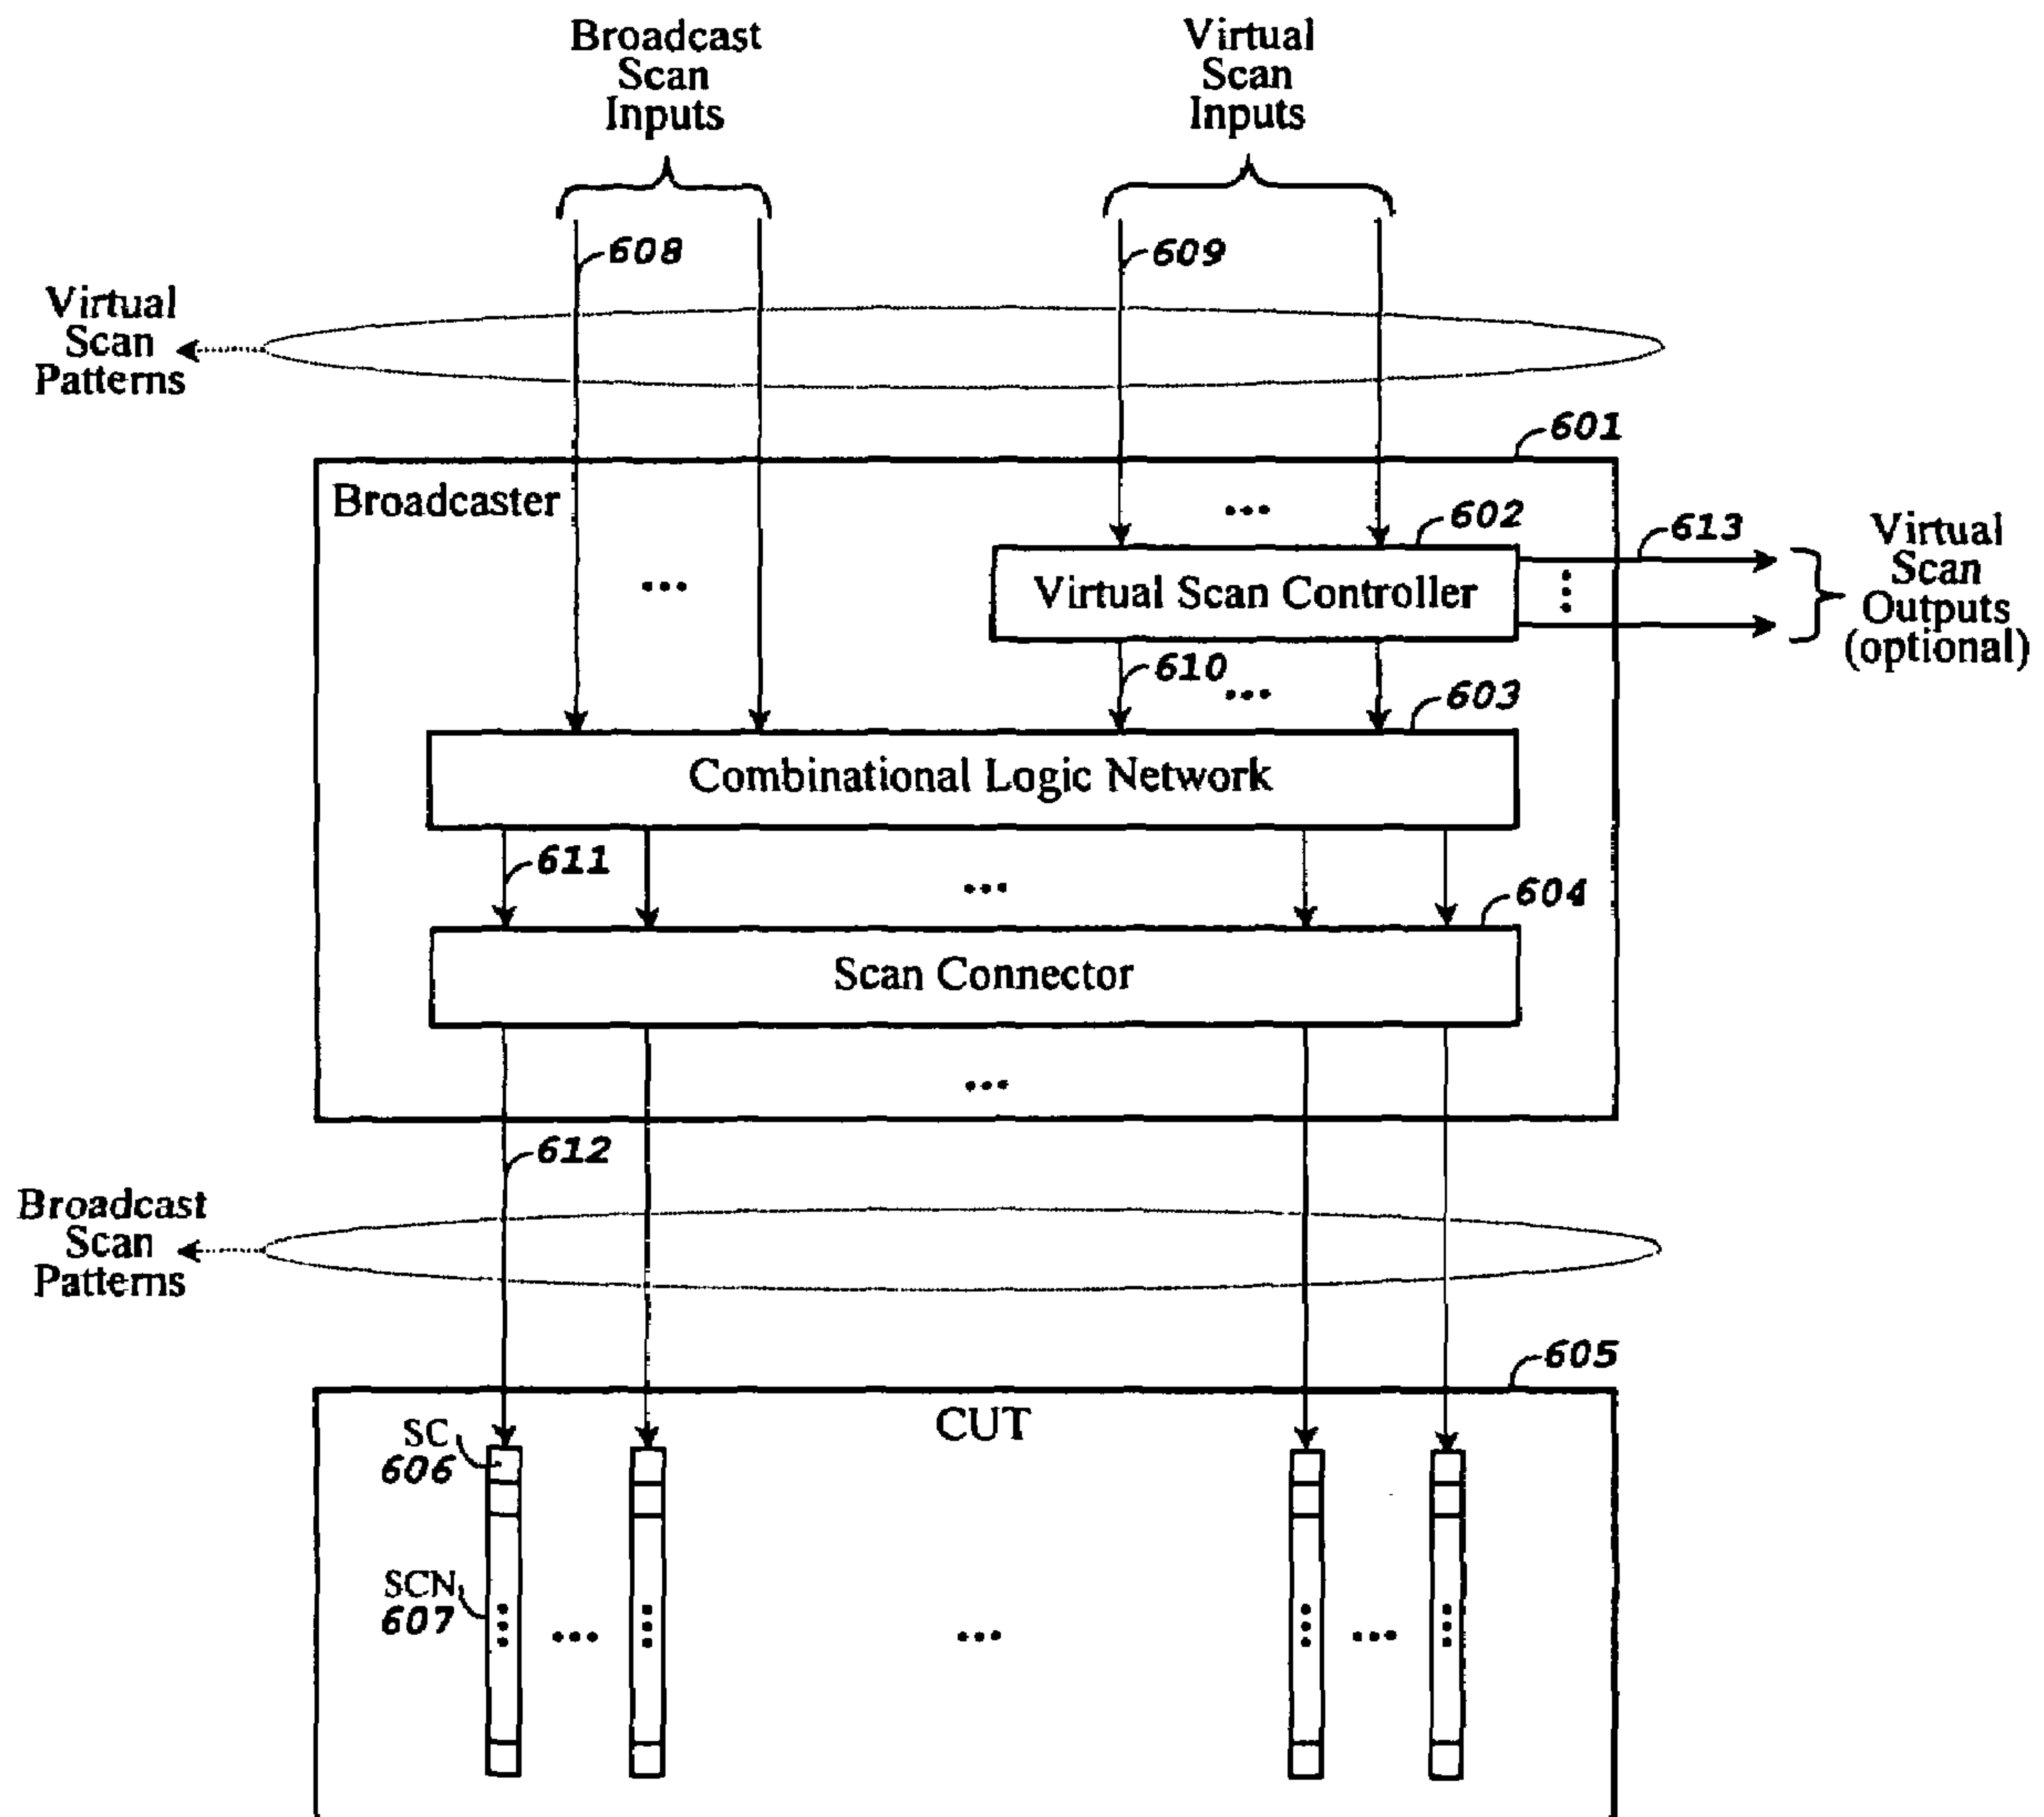 Broadcast
Scan
Inputs
Virtual
Scan
Inputs
608
609
Virtual
Scan
Patterns
601
Broadcaster
602
613
Virtual
Scan
Outputs
(optional)
...
...
Virtual Scan Controller
610
...
603
Combinational Logic Network
611
...
604
Scan Connector
...
612
Broadcast
Scan
Patterns
605
CUT
SC
606
SCN
607
...
...
...